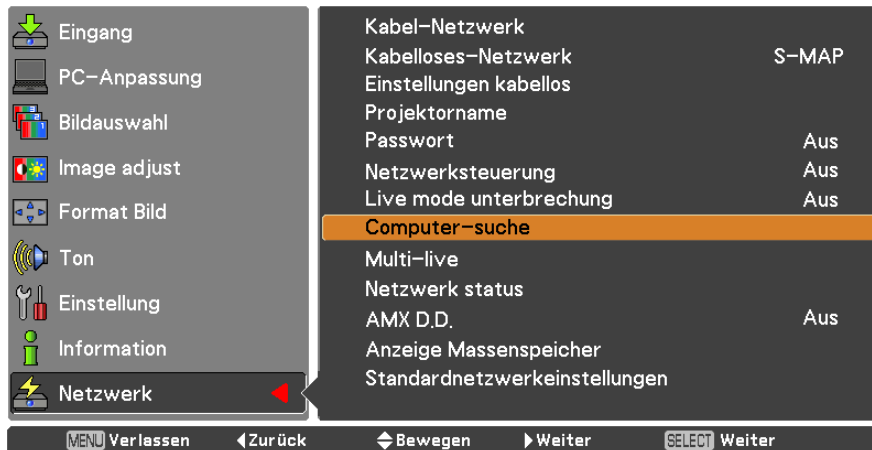 Eingang
PC-Anpassung
Bildauswahl
Image adjust
Format Bild
Ton
Einstellung
Information
Netzwerk
Kabel-Netzwerk
Kabelloses-Netzwerk S-MAP
Einstellungen kabellos
Projektorname
Passwort Aus
Netzwerksteuerung Aus
Live mode unterbrechung Aus
Computer-suche
Multi-live
Netzwerk status
AMX D.D. Aus
Anzeige Massenspeicher
Standardnetzwerkeinstellungen
MENU Verlassen Zurück Bewegen Weiter SELECT Weiter